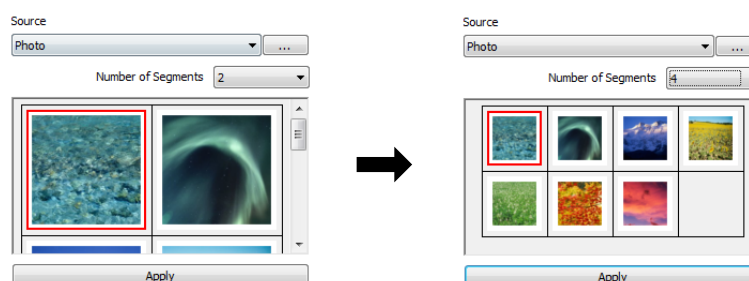 Source
Photo
...
Number of Segments 2
Apply
Source
Photo
...
Number of Segments 4
Apply